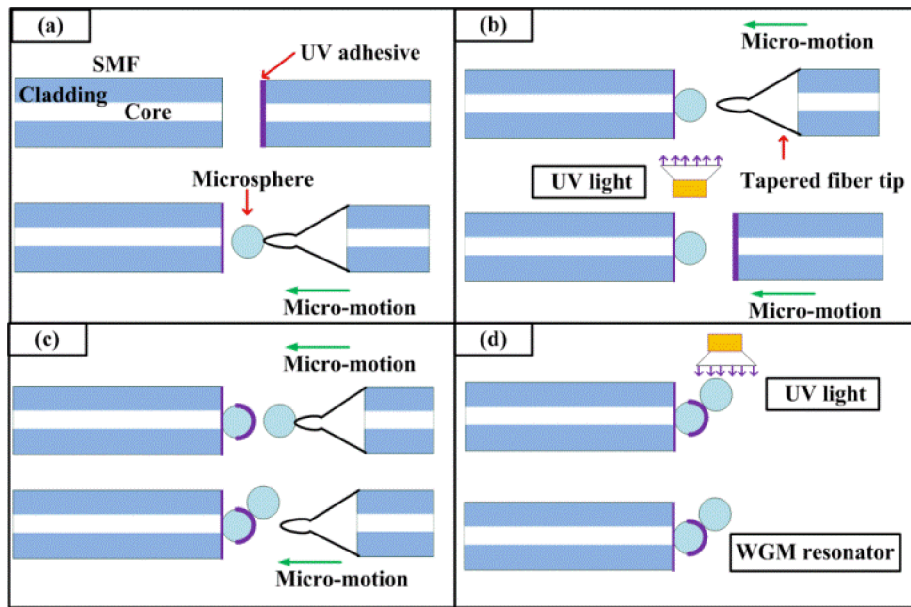 (a)
SMF
UV adhesive
Cladding
Core
Microsphere
Micro-motion
(b)
Micro-motion
UV light
Tapered fiber tip
Micro-motion
(c)
Micro-motion
Micro-motion
(d)
UV light
WGM resonator